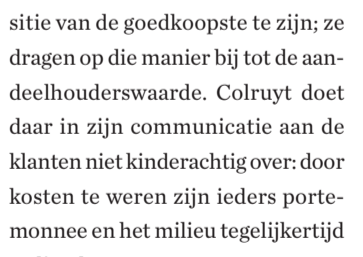 sitie van de goedkoopste te zijn; ze
dragen op die manier bij tot de aan-
deelhouderswaarde. Colruyt doet
daar in zijn communicatie aan de
klanten niet kinderachtig over: door
kosten te weren zijn ieders porte-
monnee en het milieu tegelijkertijd